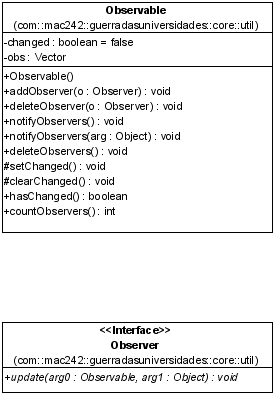 Observable
(com::mac242::guerradasuniversidades::core::util)
-changed : boolean = false
-obs : Vector
+Observable()
+addObserver(o : Observer) : void
+deleteObserver(o : Observer) : void
+notifyObservers() : void
+notifyObservers(arg : Object) : void
+deleteObservers() : void
#setChanged() : void
#clearChanged() : void
+hasChanged() : boolean
+countObservers() : int
<<Interface>>
Observer
(com::mac242::guerradasuniversidades::core::util)
+update(arg0 : Observable, arg1 : Object) : void